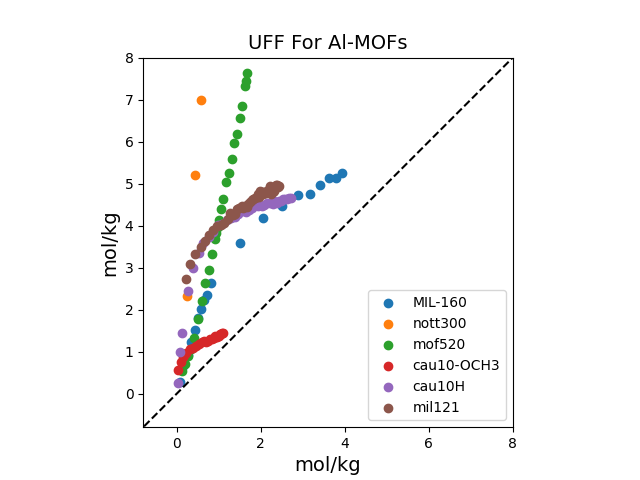 UFF For Al-MOFs
8
7
6
5
4
3
2
1
0
mol/kg
MIL-160
nott300
mof520
cau10-OCH3
cau10H
mil121
0 2 4 6 8
mol/kg